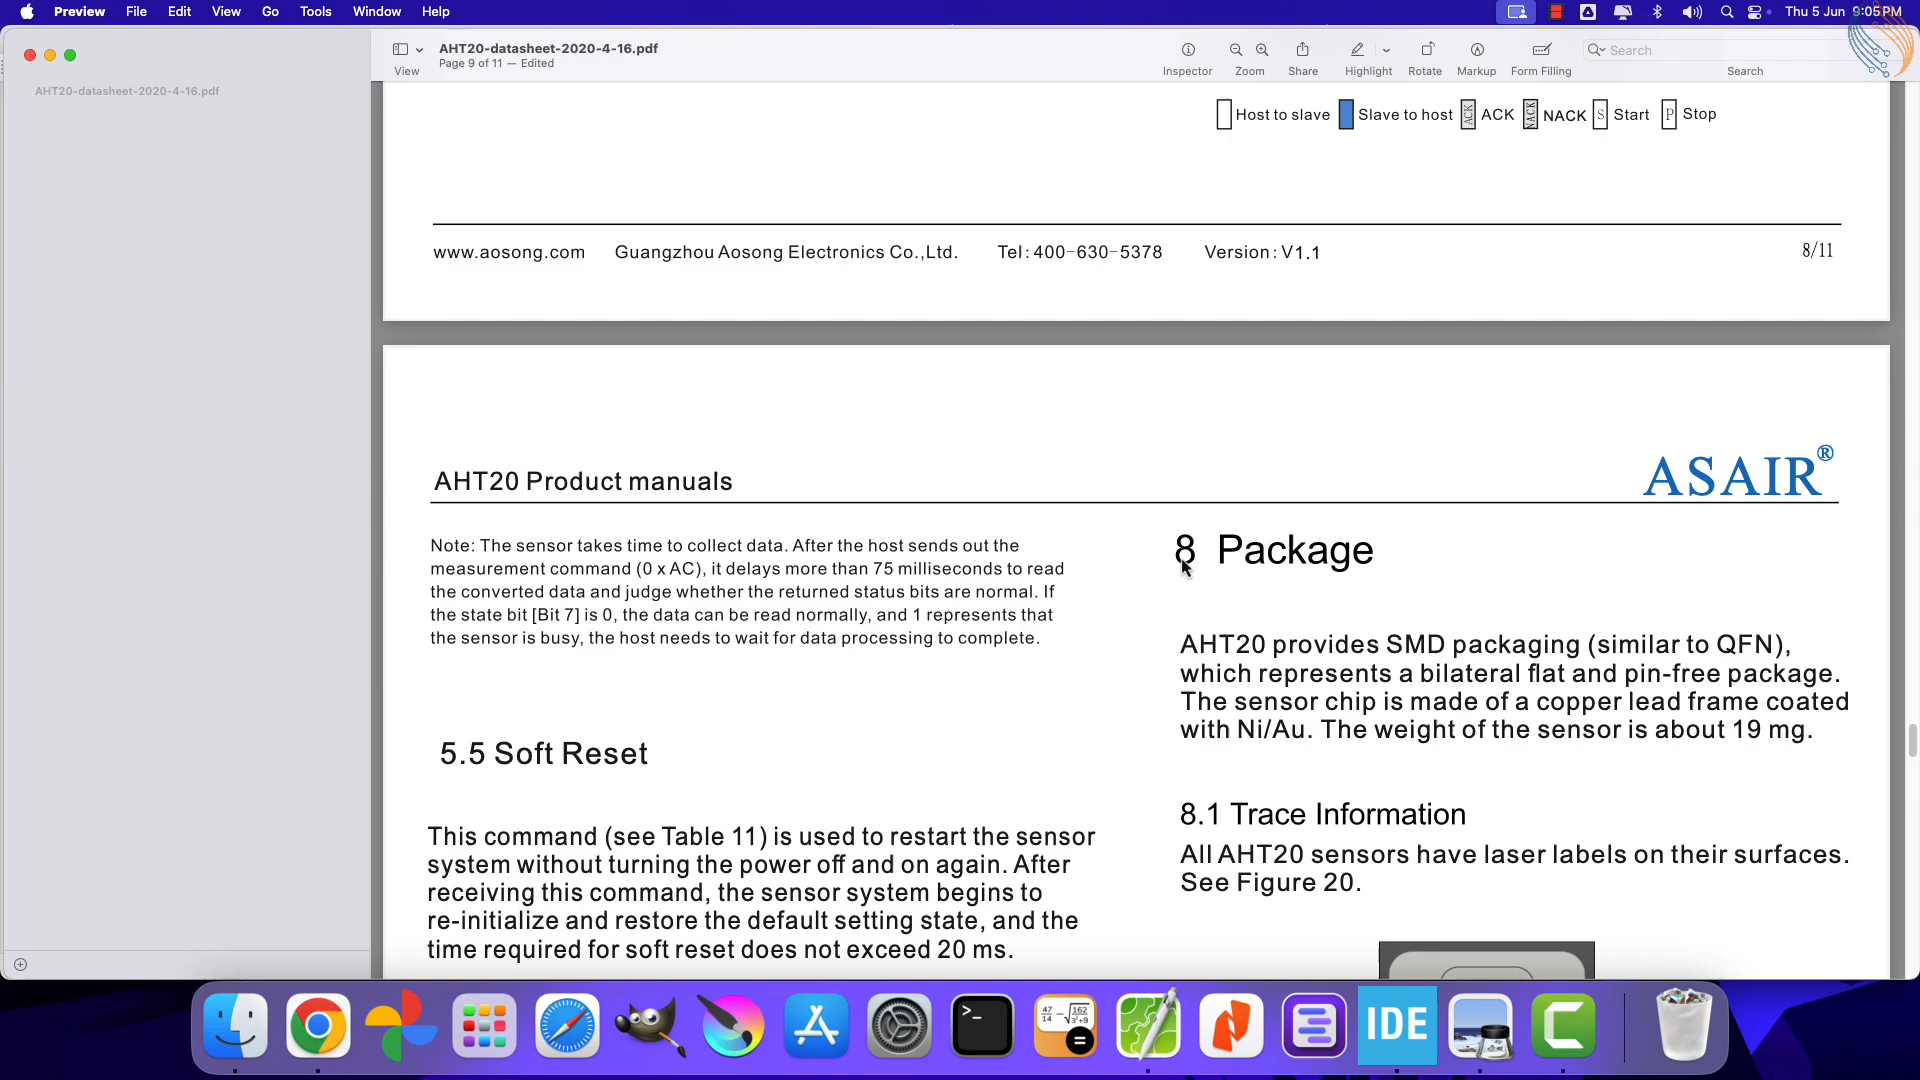 Preview File Edit View Go Tools Window Help
Thu 5 Jun 9:05 PM
AHT20-datasheet-2020-4-16.pdf
Page 9 of 11 — Edited
View
Inspector Zoom Share Highlight Rotate Markup Form Filling Search
Search
AHT20-datasheet-2020-4-16.pdf
Host to slave Slave to host ACK ACK NACK NACK S Start P Stop
www.aosong.com Guangzhou Aosong Electronics Co.,Ltd. Tel:400-630-5378 Version:V1.1 8/11
AHT20 Product manuals
ASAIR®
Note: The sensor takes time to collect data. After the host sends out the
measurement command (0 x AC), it delays more than 75 milliseconds to read
the converted data and judge whether the returned status bits are normal. If
the state bit [Bit 7] is 0, the data can be read normally, and 1 represents that
the sensor is busy, the host needs to wait for data processing to complete.
5.5 Soft Reset
This command (see Table 11) is used to restart the sensor
system without turning the power off and on again. After
receiving this command, the sensor system begins to
re-initialize and restore the default setting state, and the
time required for soft reset does not exceed 20 ms.
8 Package
AHT20 provides SMD packaging (similar to QFN),
which represents a bilateral flat and pin-free package.
The sensor chip is made of a copper lead frame coated
with Ni/Au. The weight of the sensor is about 19 mg.
8.1 Trace Information
All AHT20 sensors have laser labels on their surfaces.
See Figure 20.
IDE